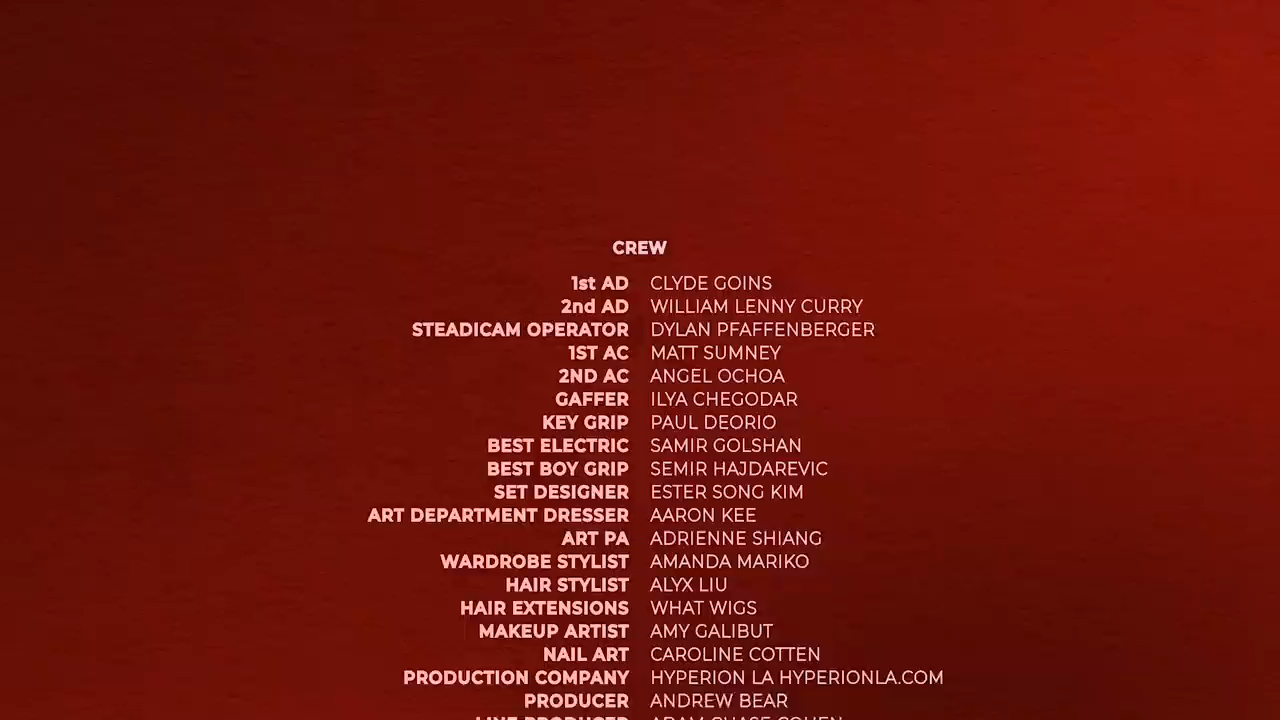 CREW
1st AD CLYDE GOINS
2nd AD WILLIAM LENNY CURRY
STEADICAM OPERATOR DYLAN PFAFFENBERGER
1ST AC MATT SUMNEY
2ND AC ANGEL OCHOA
GAFFER ILYA CHEGODAR
KEY GRIP PAUL DEORIO
BEST ELECTRIC SAMIR GOLSHAN
BEST BOY GRIP SEMIR HAJDAREVIC
SET DESIGNER ESTER SONG KIM
ART DEPARTMENT DRESSER AARON KEE
ART PA ADRIENNE SHIANG
WARDROBE STYLIST AMANDA MARIKO
HAIR STYLIST ALYX LIU
HAIR EXTENSIONS WHAT WIGS
MAKEUP ARTIST AMY GALIBUT
NAIL ART CAROLINE COTTEN
PRODUCTION COMPANY HYPERION LA HYPERIONLA.COM
PRODUCER ANDREW BEAR